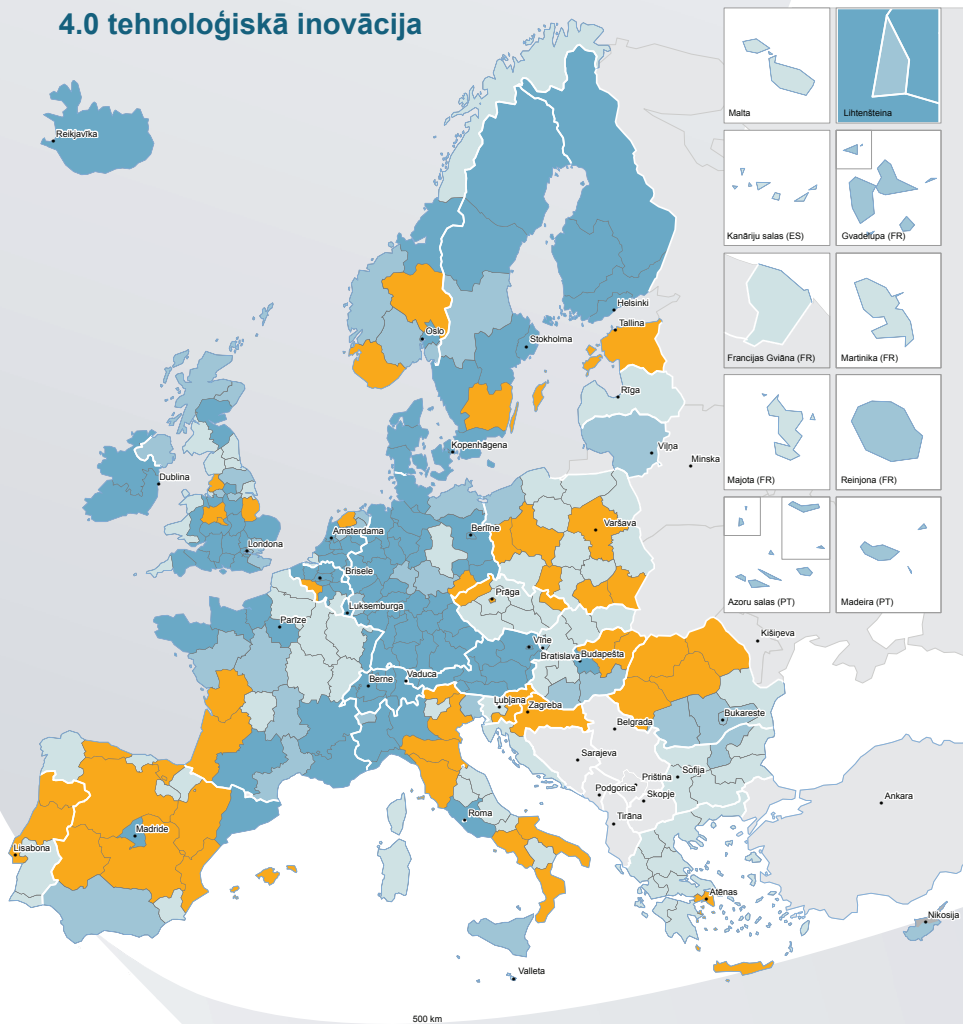 4.0 tehnoloģiskā inovācija
Malta
Lihtenšteina
Reikjavīka
Kanāriju salas (ES)
Gvadelupa (FR)
Helsinki
Tallina
Oslo
Stokholma
Francijas Gviāna (FR)
Martinika (FR)
Rīga
Kopenhāgena
Viļņa
Minska
Dublina
Majota (FR)
Reinjona (FR)
Varšava
Amsterdama
Berlīne
Londona
Brisele
Prāga
Luksemburga
Azoru salas (PT)
Madeira (PT)
Parīze
Vīne
Kišiņeva
Bratislava
Budapešta
Berne
Vaduca
Ļubļana
Zagreba
Bukareste
Belgrada
Sarajeva
Priština
Sofija
Podgorica
Skopje
Ankara
Roma
Tirāna
Madride
Lisabona
Atēnas
Nikosija
Valleta
500 km